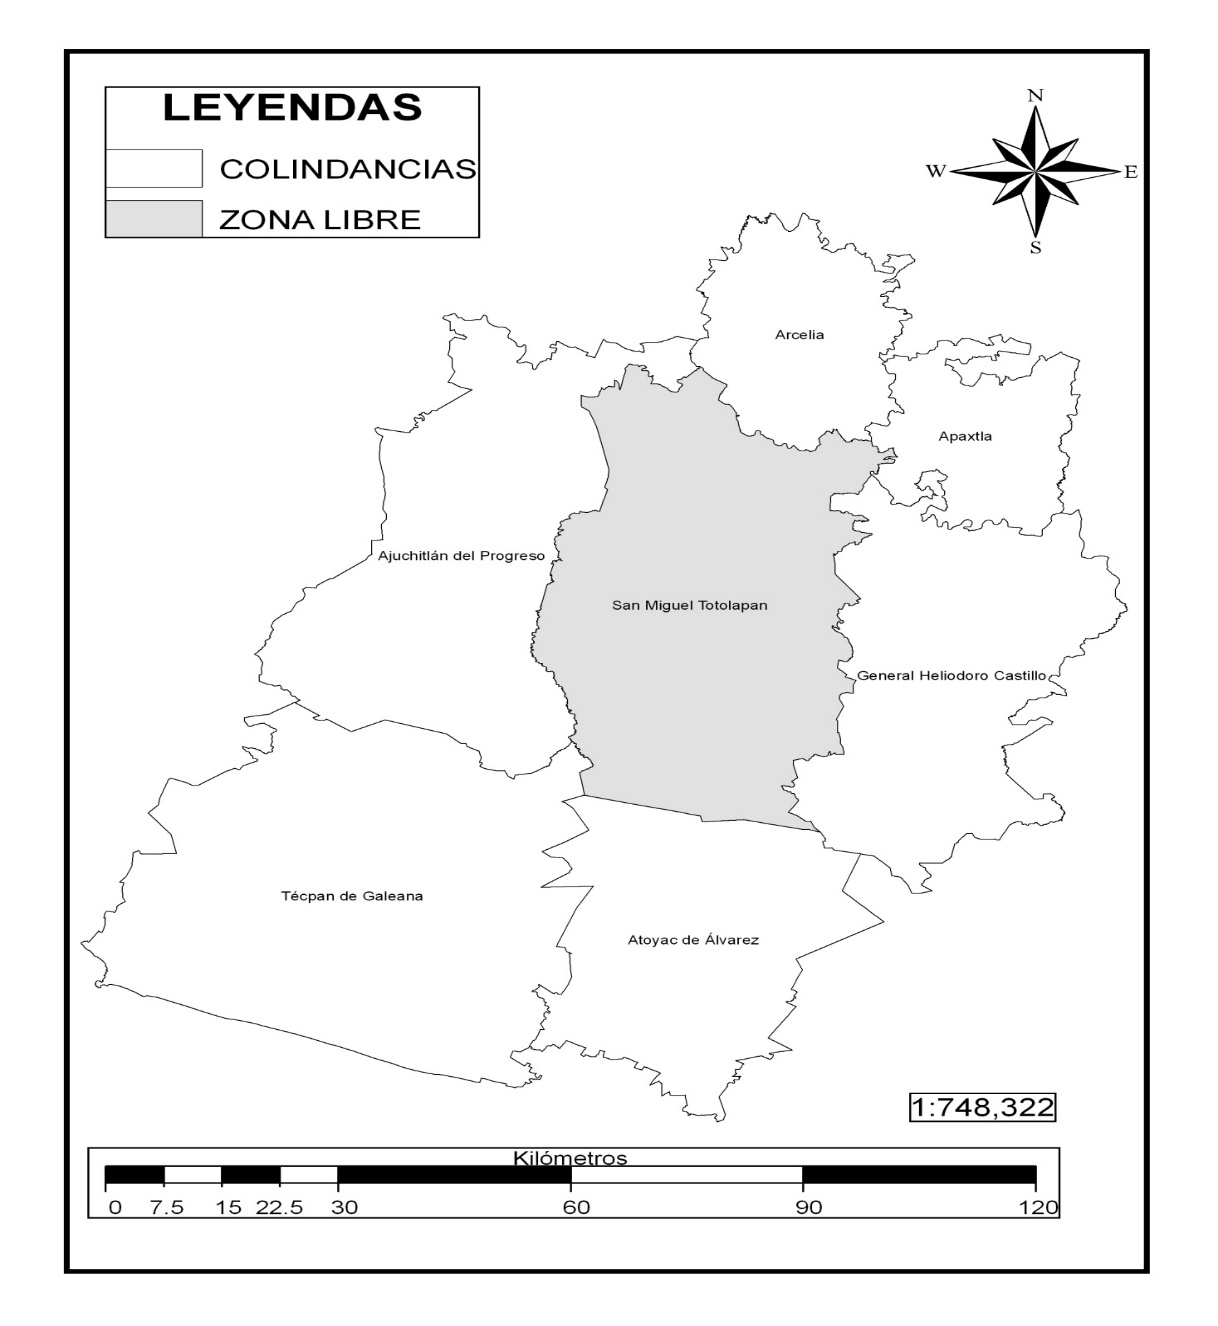 LEYENDAS
COLINDANCIAS
ZONA LIBRE
N
W
E
S
Arcelia
Apaxtla
Ajuchitlán del Progreso
San Miguel Totolapan
General Heliodoro Castillo
Técpan de Galeana
Atoyac de Álvarez
1:748,322
Kilómetros
0 7.5 15 22.5 30 60 90 120